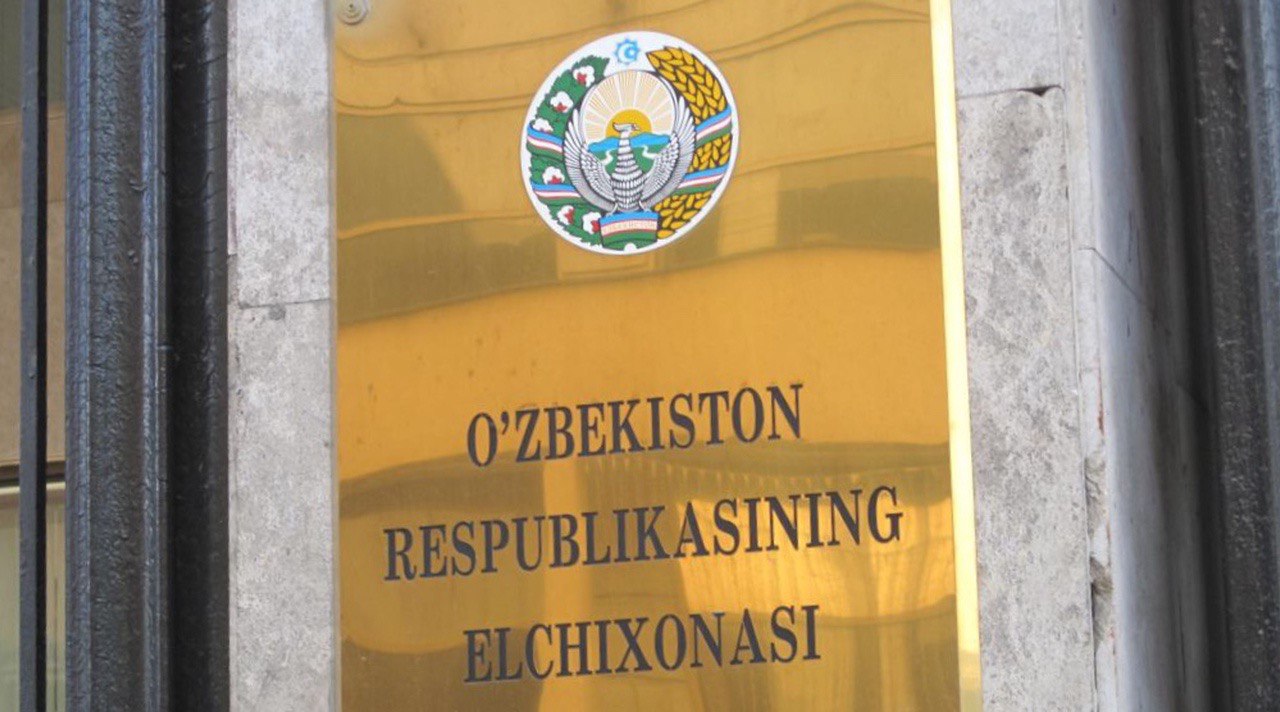 O’ZBEKISTON
RESPUBLIKASINING
ELCHIXONASI